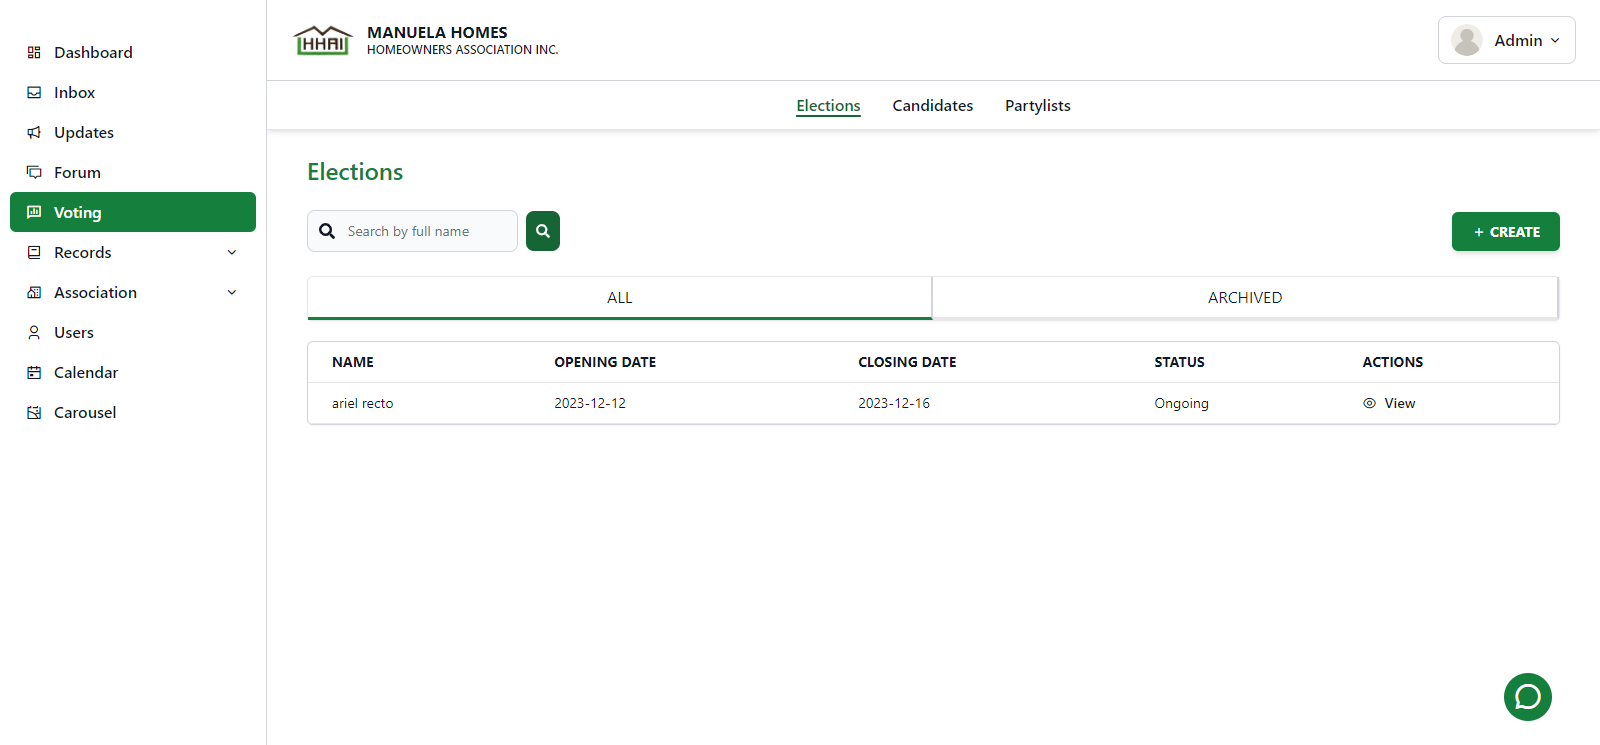 Dashboard
Inbox
Updates
Forum
Voting
Records
Association
Users
Calendar
Carousel
HHAI
MANUELA HOMES
HOMEOWNERS ASSOCIATION INC.
Admin
Elections Candidates Partylists
Elections
Search by full name
+ CREATE
ALL ARCHIVED
NAME OPENING DATE CLOSING DATE STATUS ACTIONS
ariel recto 2023-12-12 2023-12-16 Ongoing View